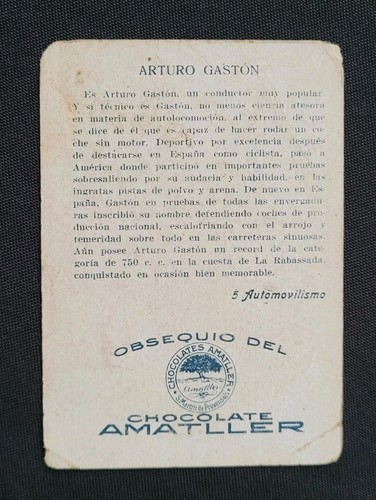 ARTURO GASTÓN
Es Arturo Gastón, un conductor muy popular
Y si técnico es Gastón, no menos ciencia atesora
en materia de autolocomoción, al extremo de que
se dice de él que es capaz de hacer rodar un co-
che sin motor. Deportivo por excelencia después
de destacarse en España como ciclista, pasó a
América donde participó en importantes pruebas
sobresaliendo por su audacia y habilidad, en las
ingratas pistas de polvo y arena. De nuevo en Es-
paña, Gastón en pruebas de todas las envergadu-
ras inscribió su nombre defendiendo coches de pro-
ducción nacional, escalofriando con el arrojo y
temeridad sobre todo en las carreteras sinuosas.
Aún posee Arturo Gastón un record de la cate-
goría de 750 c. c. en la cuesta de La Rabassada,
conquistado en ocasión bien memorable.
5 Automovilismo
OBSEQUIO DEL
CHOCOLATES AMATLLER
Amatller
S. Martín de Provensals
CHOCOLATE
AMATLLER